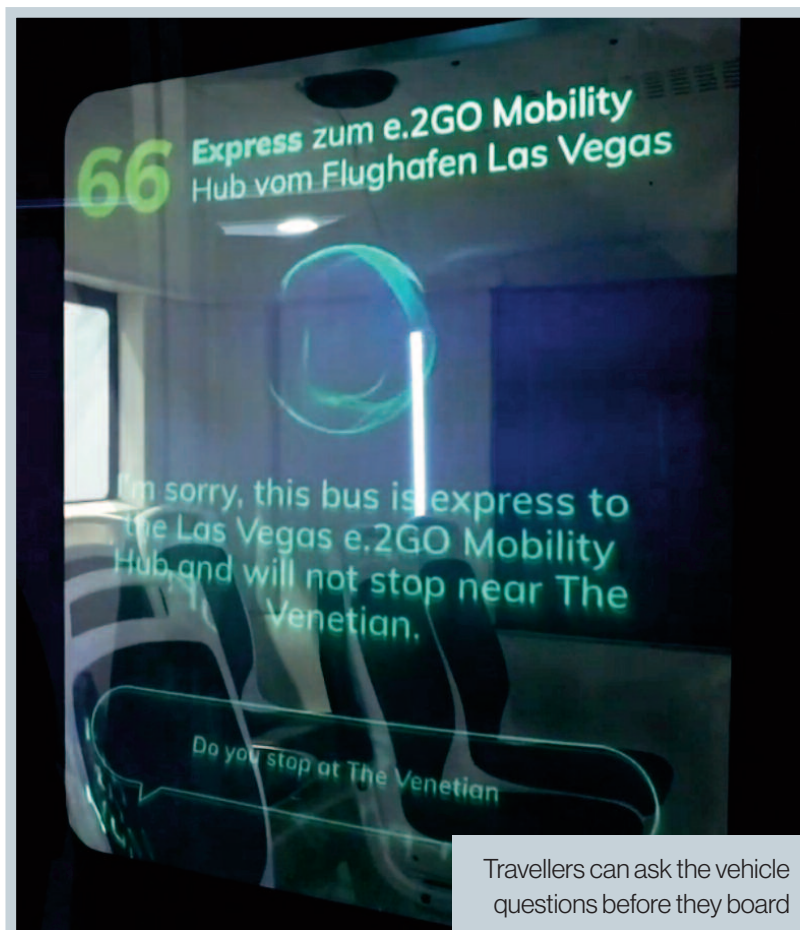 66
Express zum e.2GO Mobility
Hub vom Flughafen Las Vegas
I'm sorry, this bus is express to
the Las Vegas e.2GO Mobility
Hub and will not stop near The
Venetian.
Do you stop at The Venetian
Travellers can ask the vehicle
questions before they board